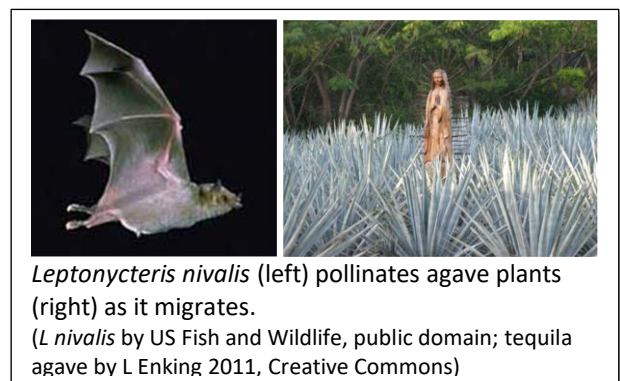 Leptonycteris nivalis (left) pollinates agave plants
(right) as it migrates.
(L nivalis by US Fish and Wildlife, public domain; tequila
agave by L Enking 2011, Creative Commons)